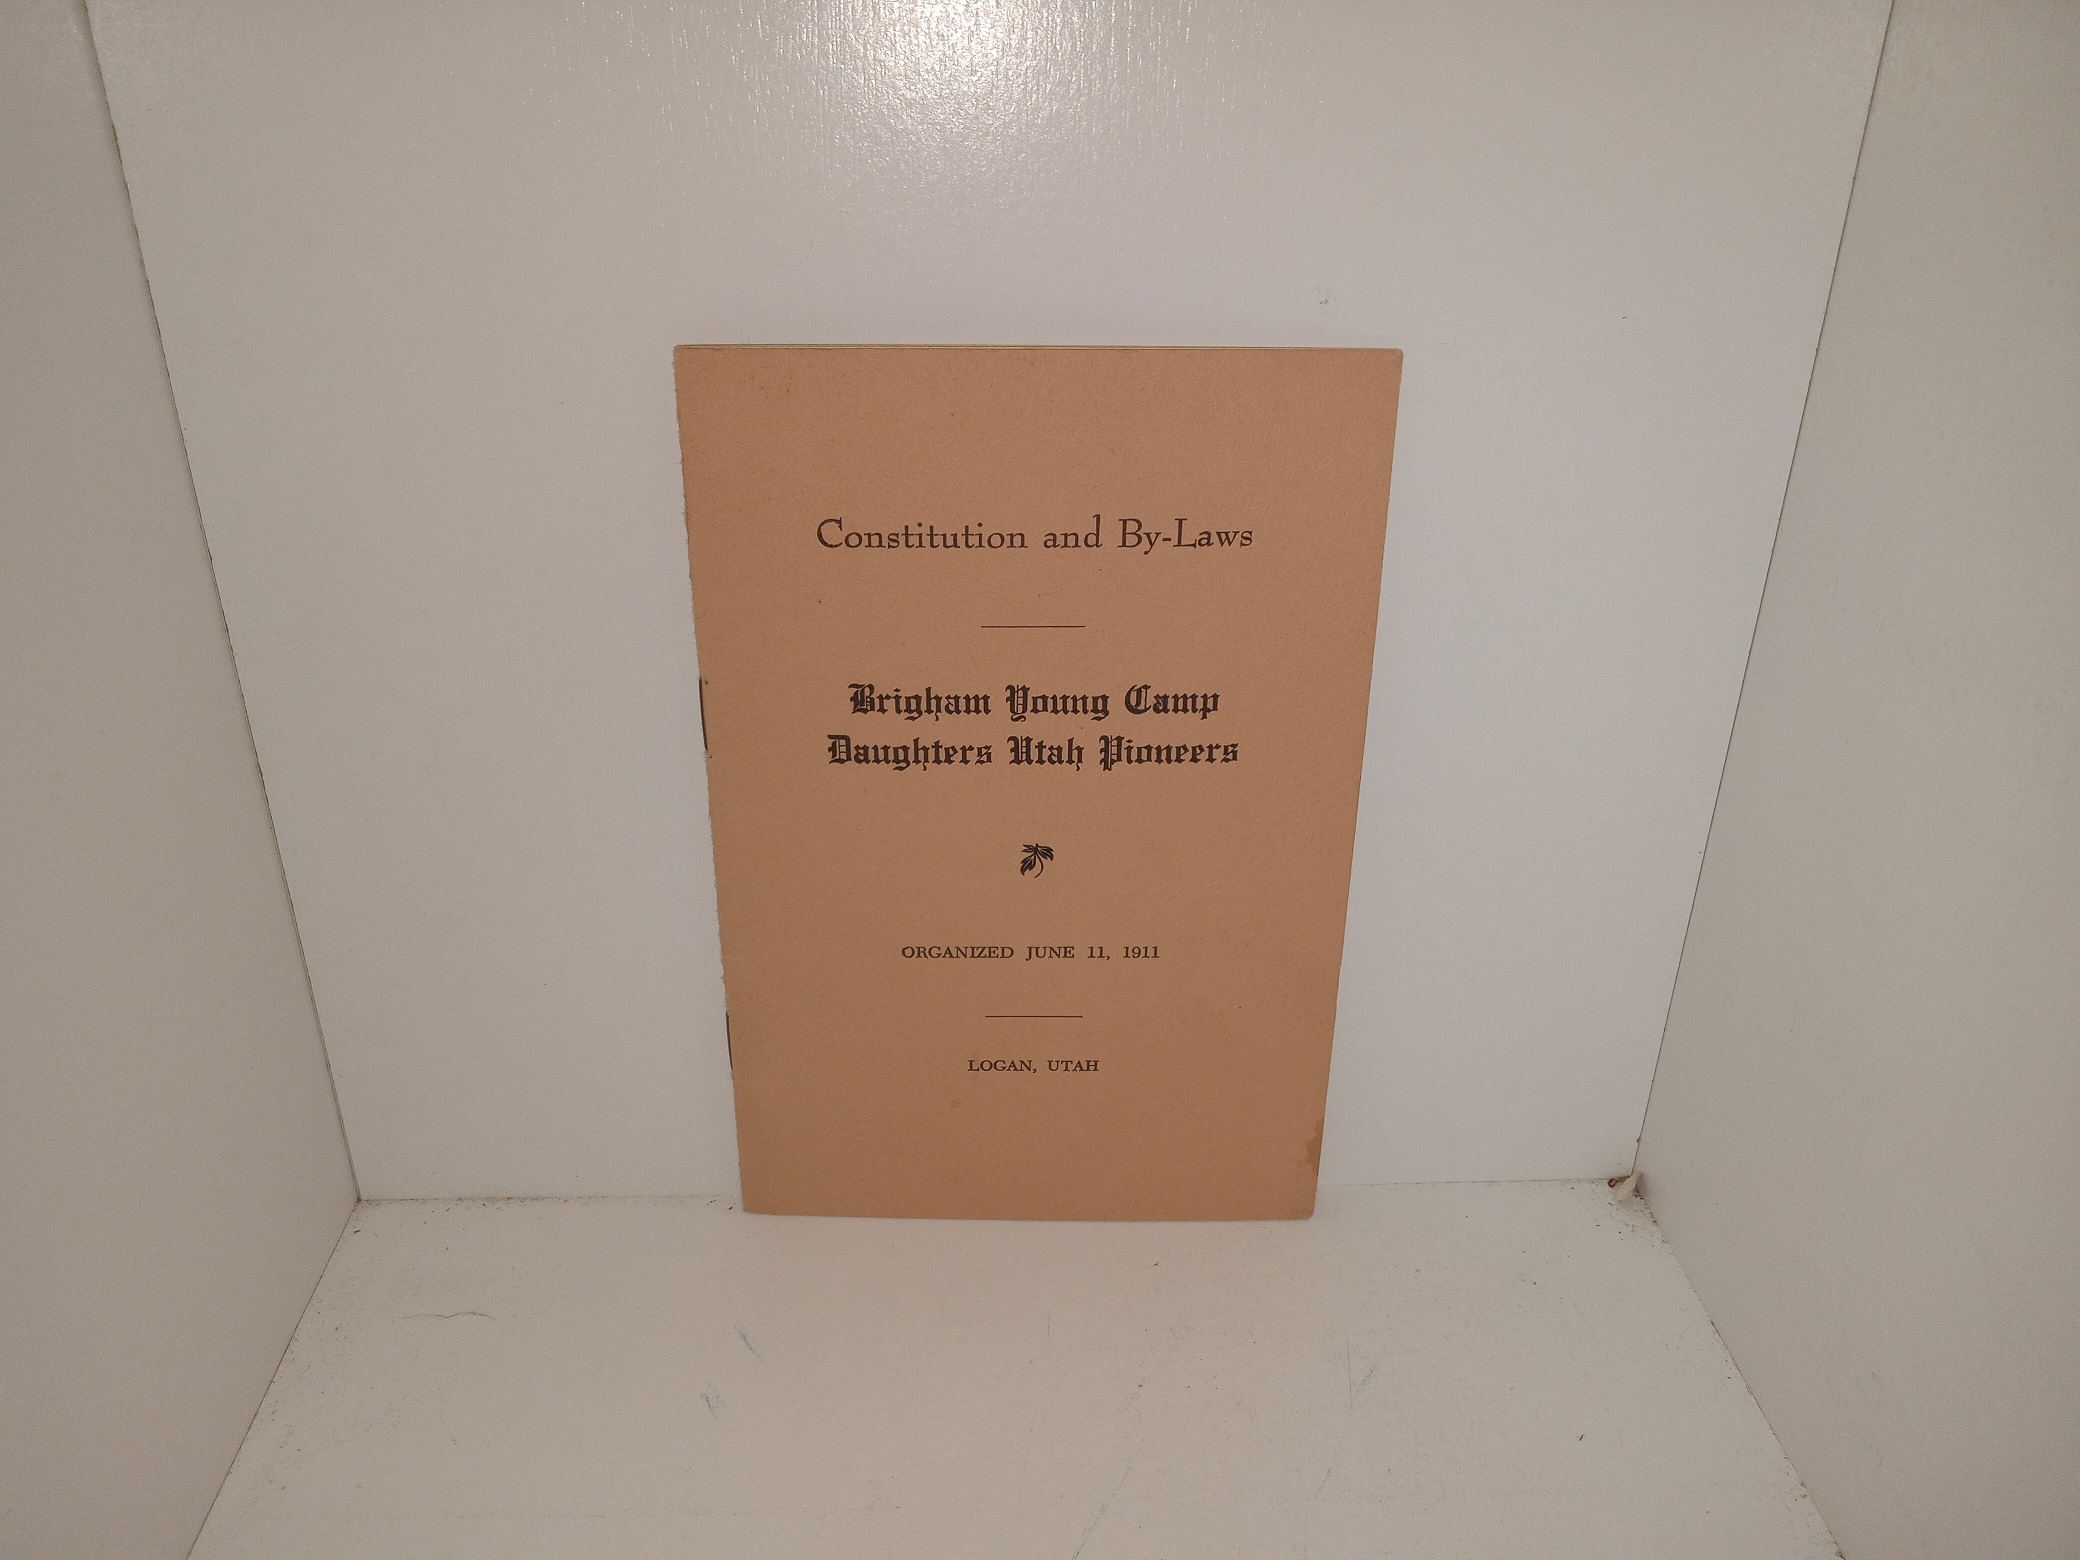 Constitution and By-Laws
Brigham Young Camp
Daughters Utah Pioneers
ORGANIZED JUNE 11, 1911
LOGAN, UTAH